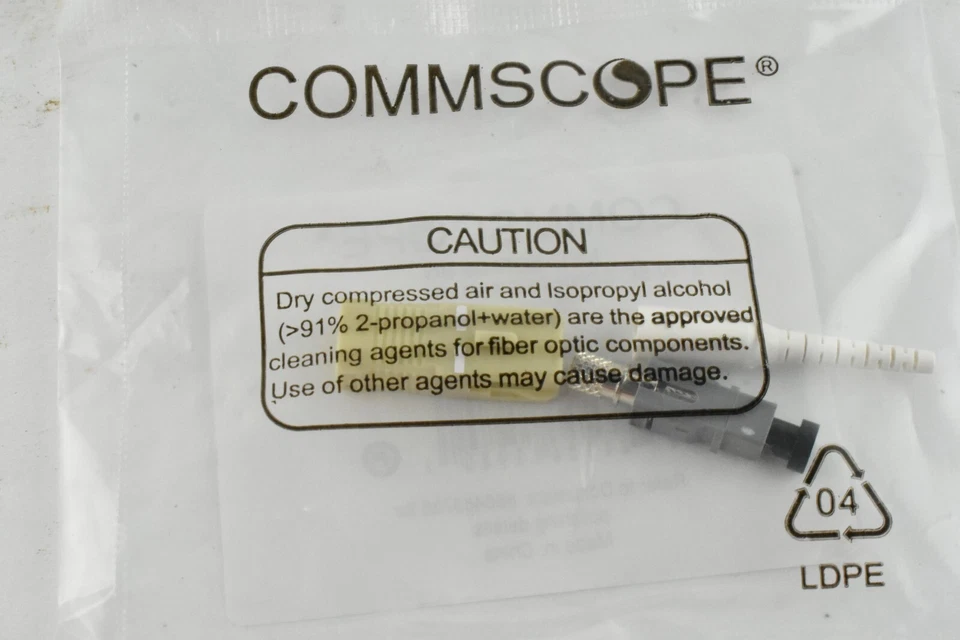 COMMSCOPE®
CAUTION
Dry compressed air and Isopropyl alcohol
(>91% 2-propanol+water) are the approved
cleaning agents for fiber optic components.
Use of other agents may cause damage.
04
LDPE